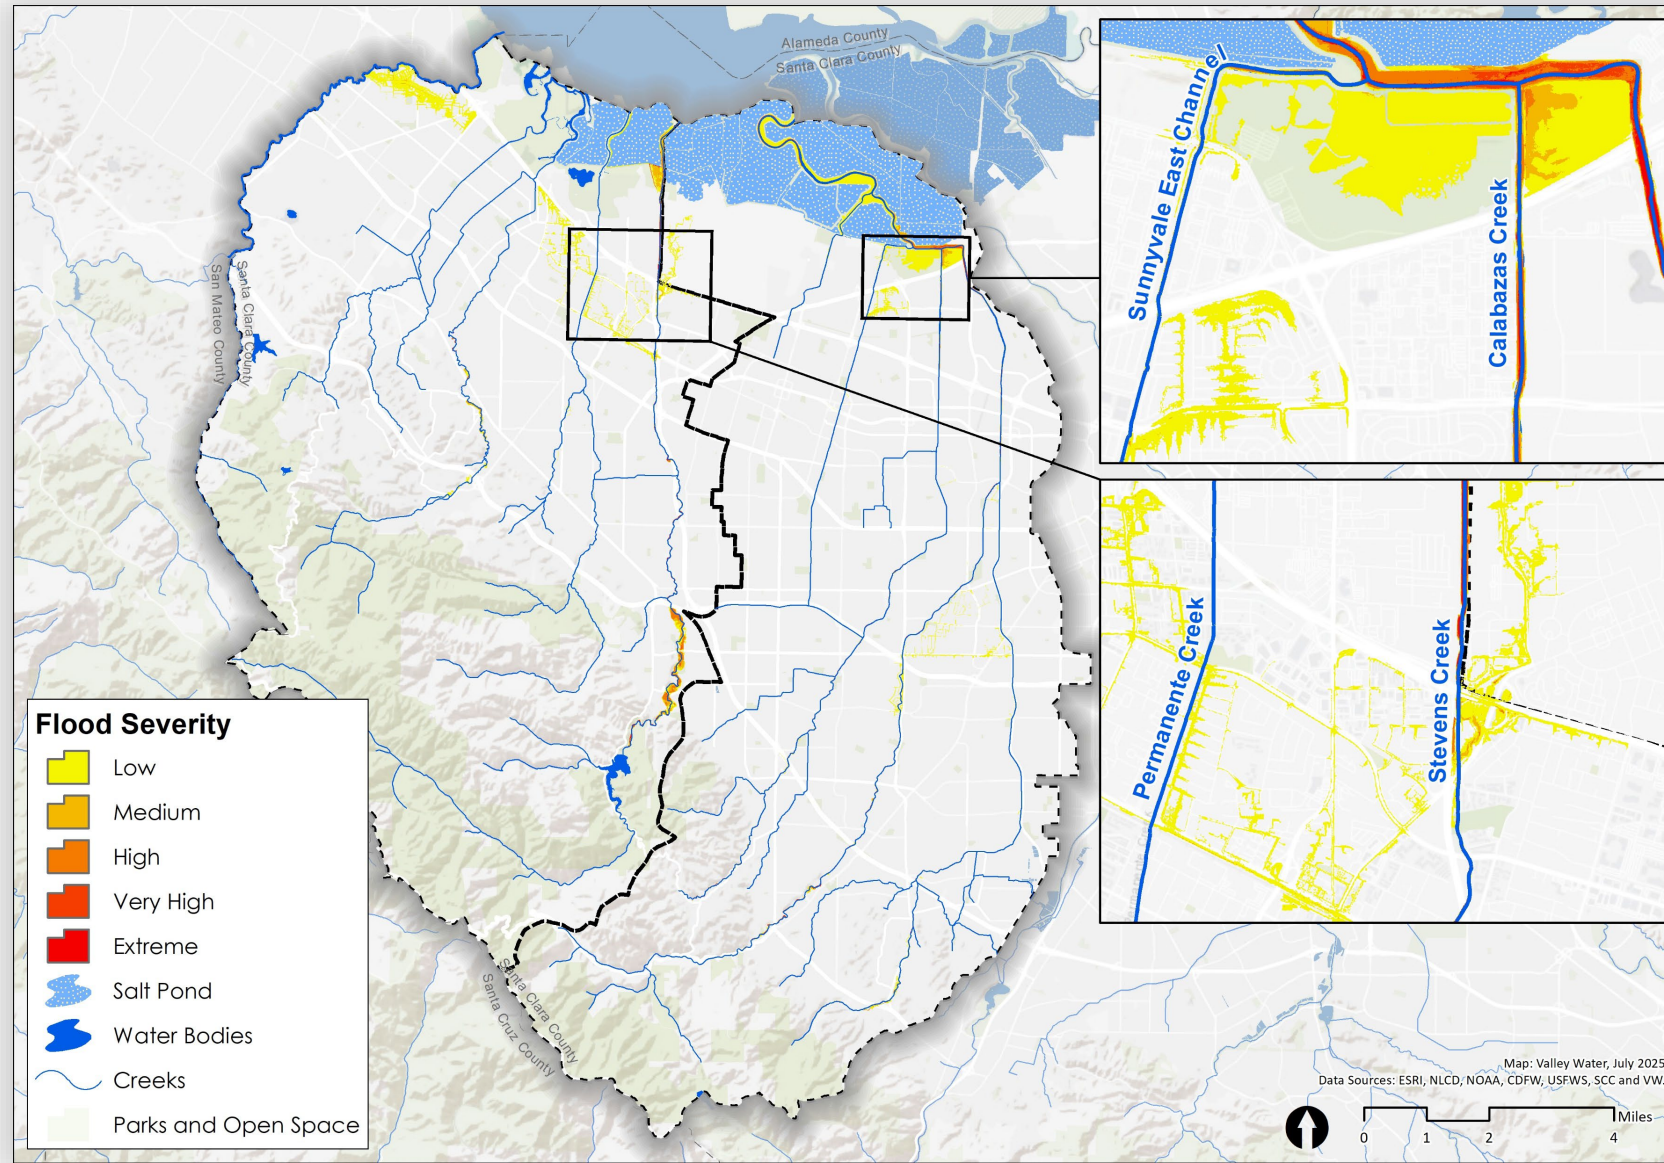 Alameda County
Santa Clara County
San Mateo County
Santa Clara County
Sunnyvale East Channel
Calabazas Creek
Permanente Creek
Stevens Creek
Flood Severity
Low
Medium
High
Very High
Extreme
Salt Pond
Water Bodies
Creeks
Parks and Open Space
Santa Clara County
Santa Cruz County
Map: Valley Water, July 2025
Data Sources: ESRI, NLCD, NOAA, CDFW, USFWS, SCC and VW.
Miles
0 1 2 4